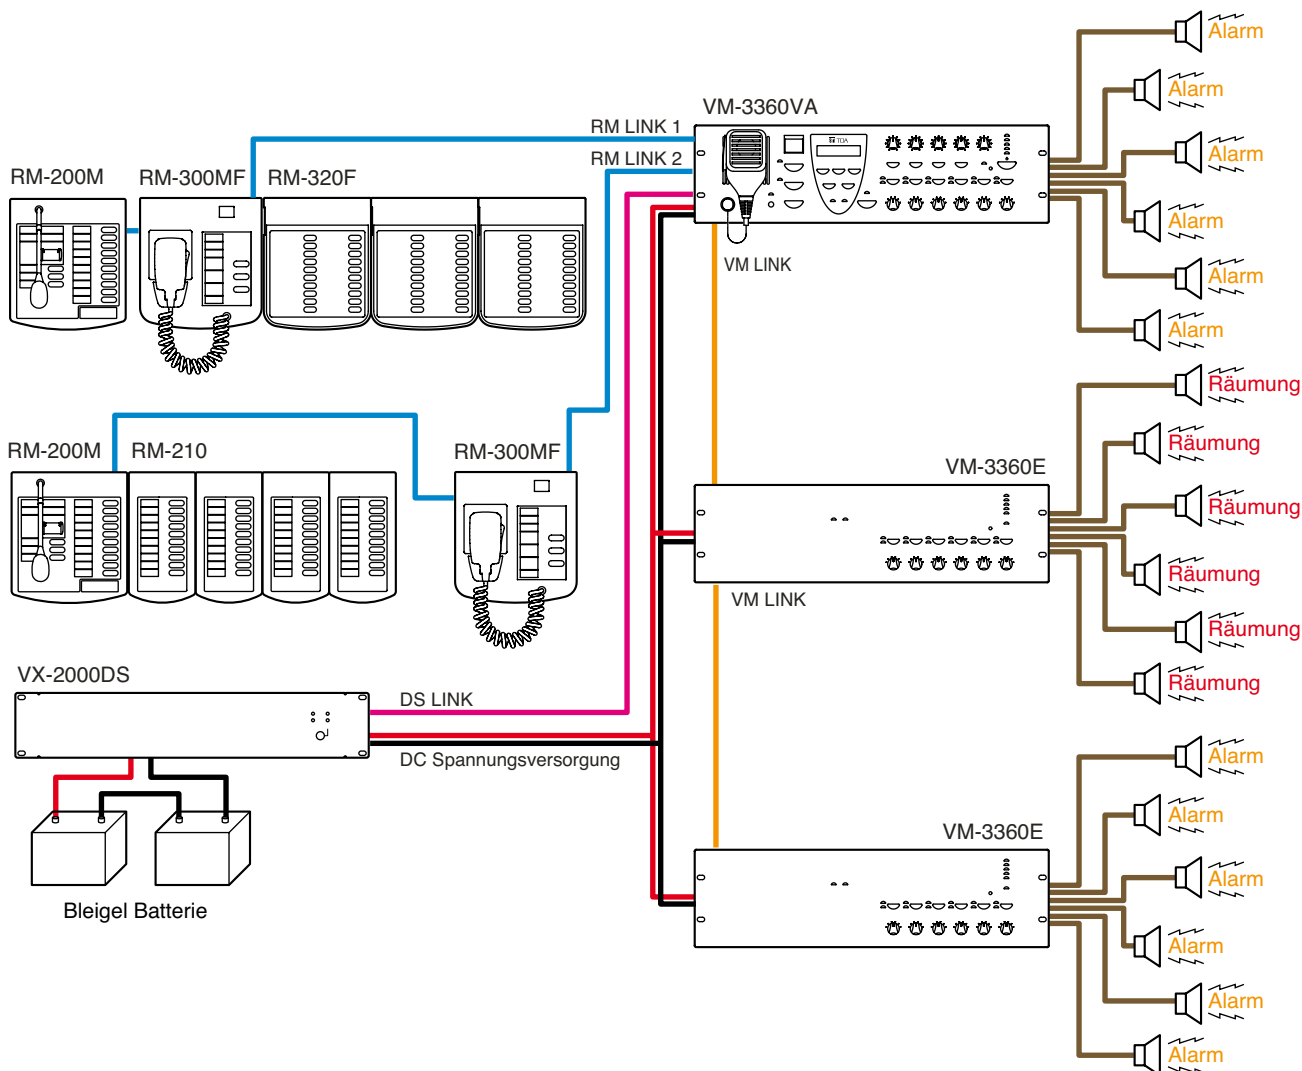 Alarm
Alarm
VM-3360VA
RM LINK 1
TOA
Alarm
RM LINK 2
RM-200M
RM-300MF
RM-320F
Alarm
VM LINK
Alarm
Alarm
Räumung
Räumung
RM-200M
RM-210
RM-300MF
VM-3360E
Räumung
Räumung
VM LINK
Räumung
VX-2000DS
Räumung
DS LINK
DC Spannungsversorgung
Alarm
Alarm
VM-3360E
Alarm
Bleigel Batterie
Alarm
Alarm
Alarm